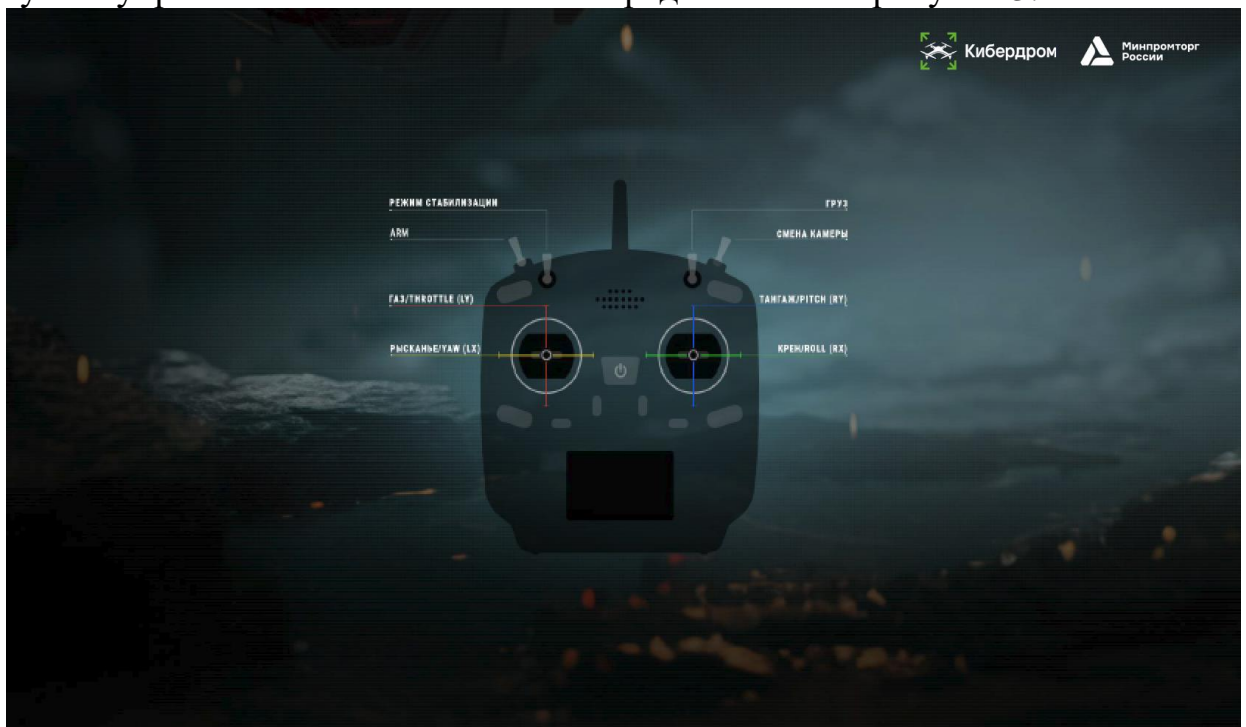 Кибердром
Минпромторг
России
РЕЖИМ СТАБИЛИЗАЦИИ
ГРУЗ
ARM
СМЕНА КАМЕРЫ
ГАЗ/THROTTLE (LY)
ТАНГАЖ/PITCH (RY)
РЫСКАНЬЕ/YAW (LX)
КРЕН/ROLL (RX)